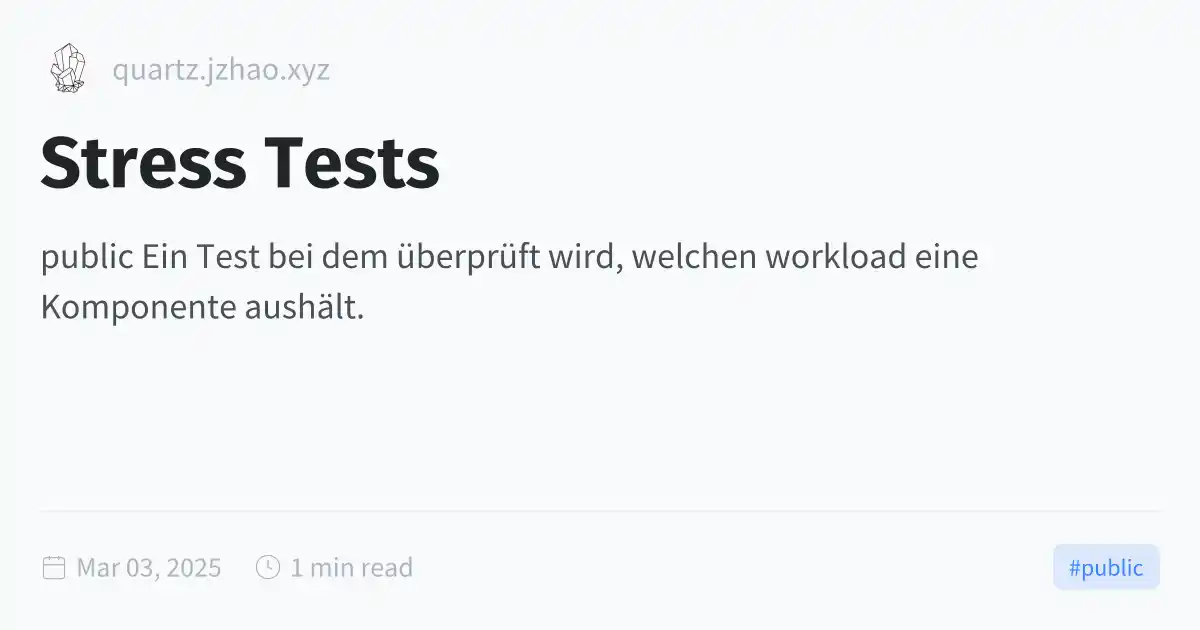 quartz.jzhao.xyz
Stress Tests
public Ein Test bei dem überprüft wird, welchen workload eine
Komponente aushält.
Mar 03, 2025 1 min read #public